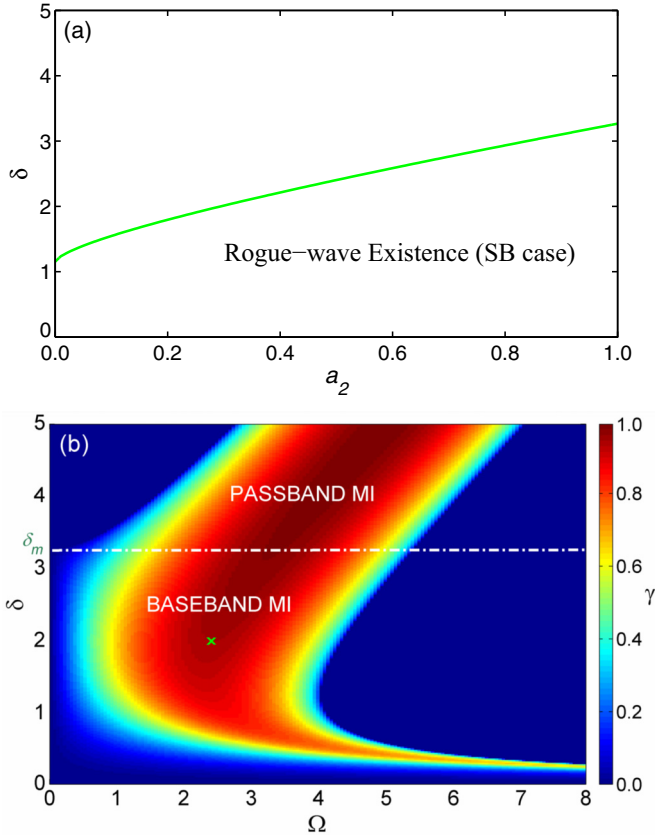 (a)
5
4
3
2
1
0
δ
Rogue−wave Existence (SB case)
0.0 0.2 0.4 0.6 0.8 1.0
a2
(b)
5
4
δm
3
2
1
0
δ
PASSBAND MI
BASEBAND MI
×
0 1 2 3 4 5 6 7 8
Ω
1.0
0.8
0.6
0.4
0.2
0.0
γ